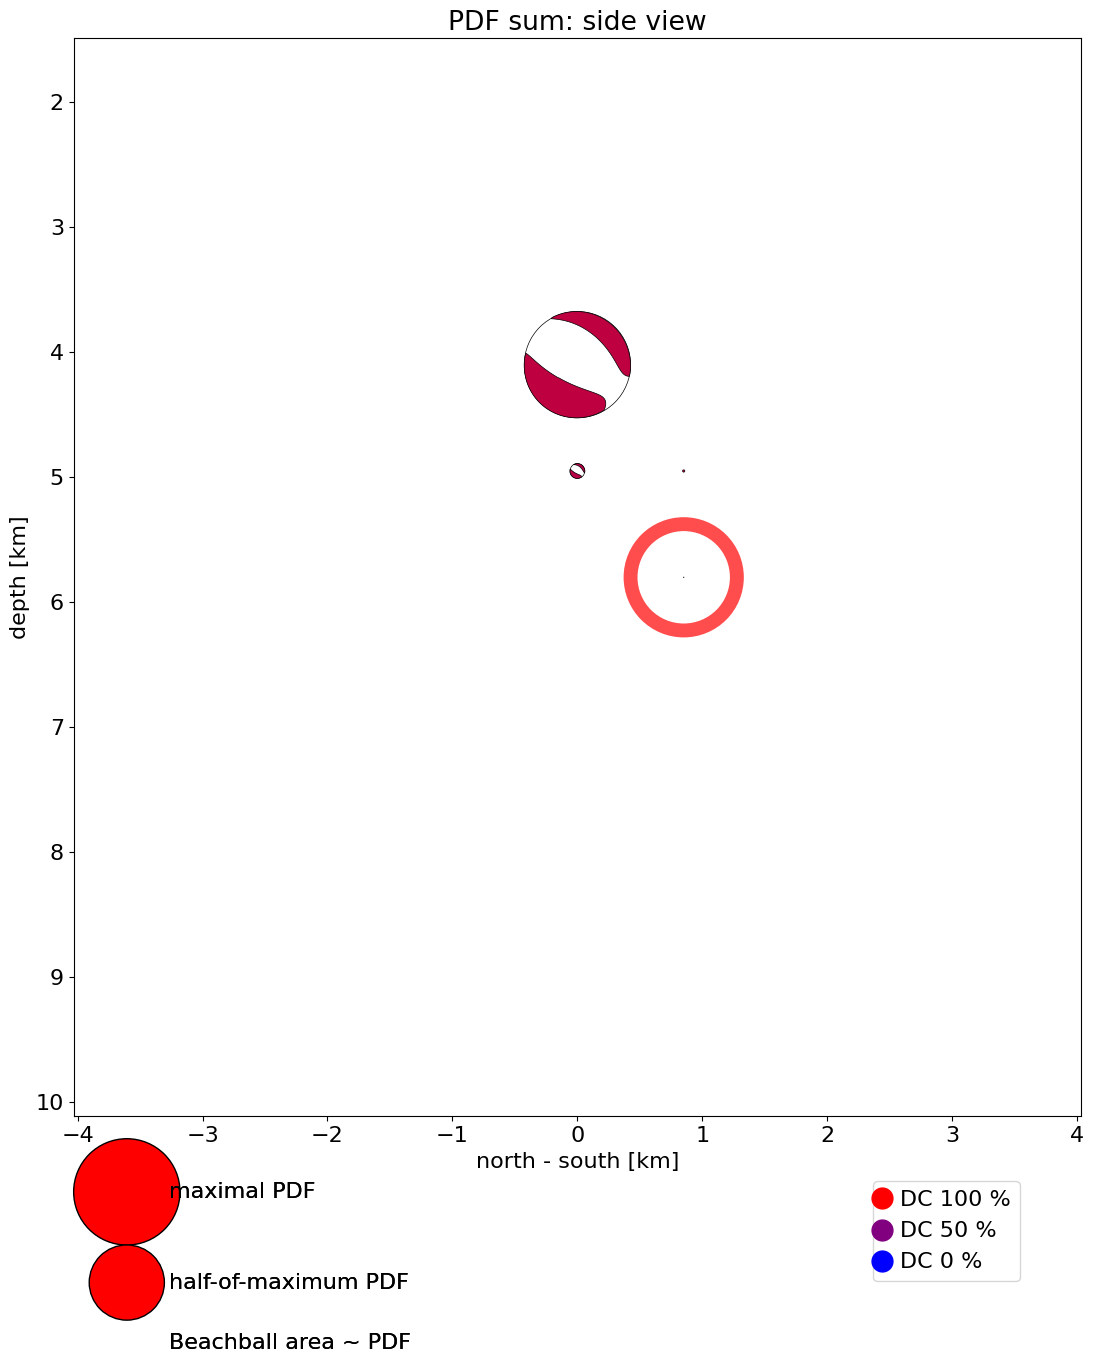 PDF sum: side view
2
3
4
5
6
7
8
9
10
depth [km]
−4 −3 −2 −1 0 1 2 3 4
north - south [km]
maximal PDF
half-of-maximum PDF
Beachball area ~ PDF
DC 100 %
DC 50 %
DC 0 %